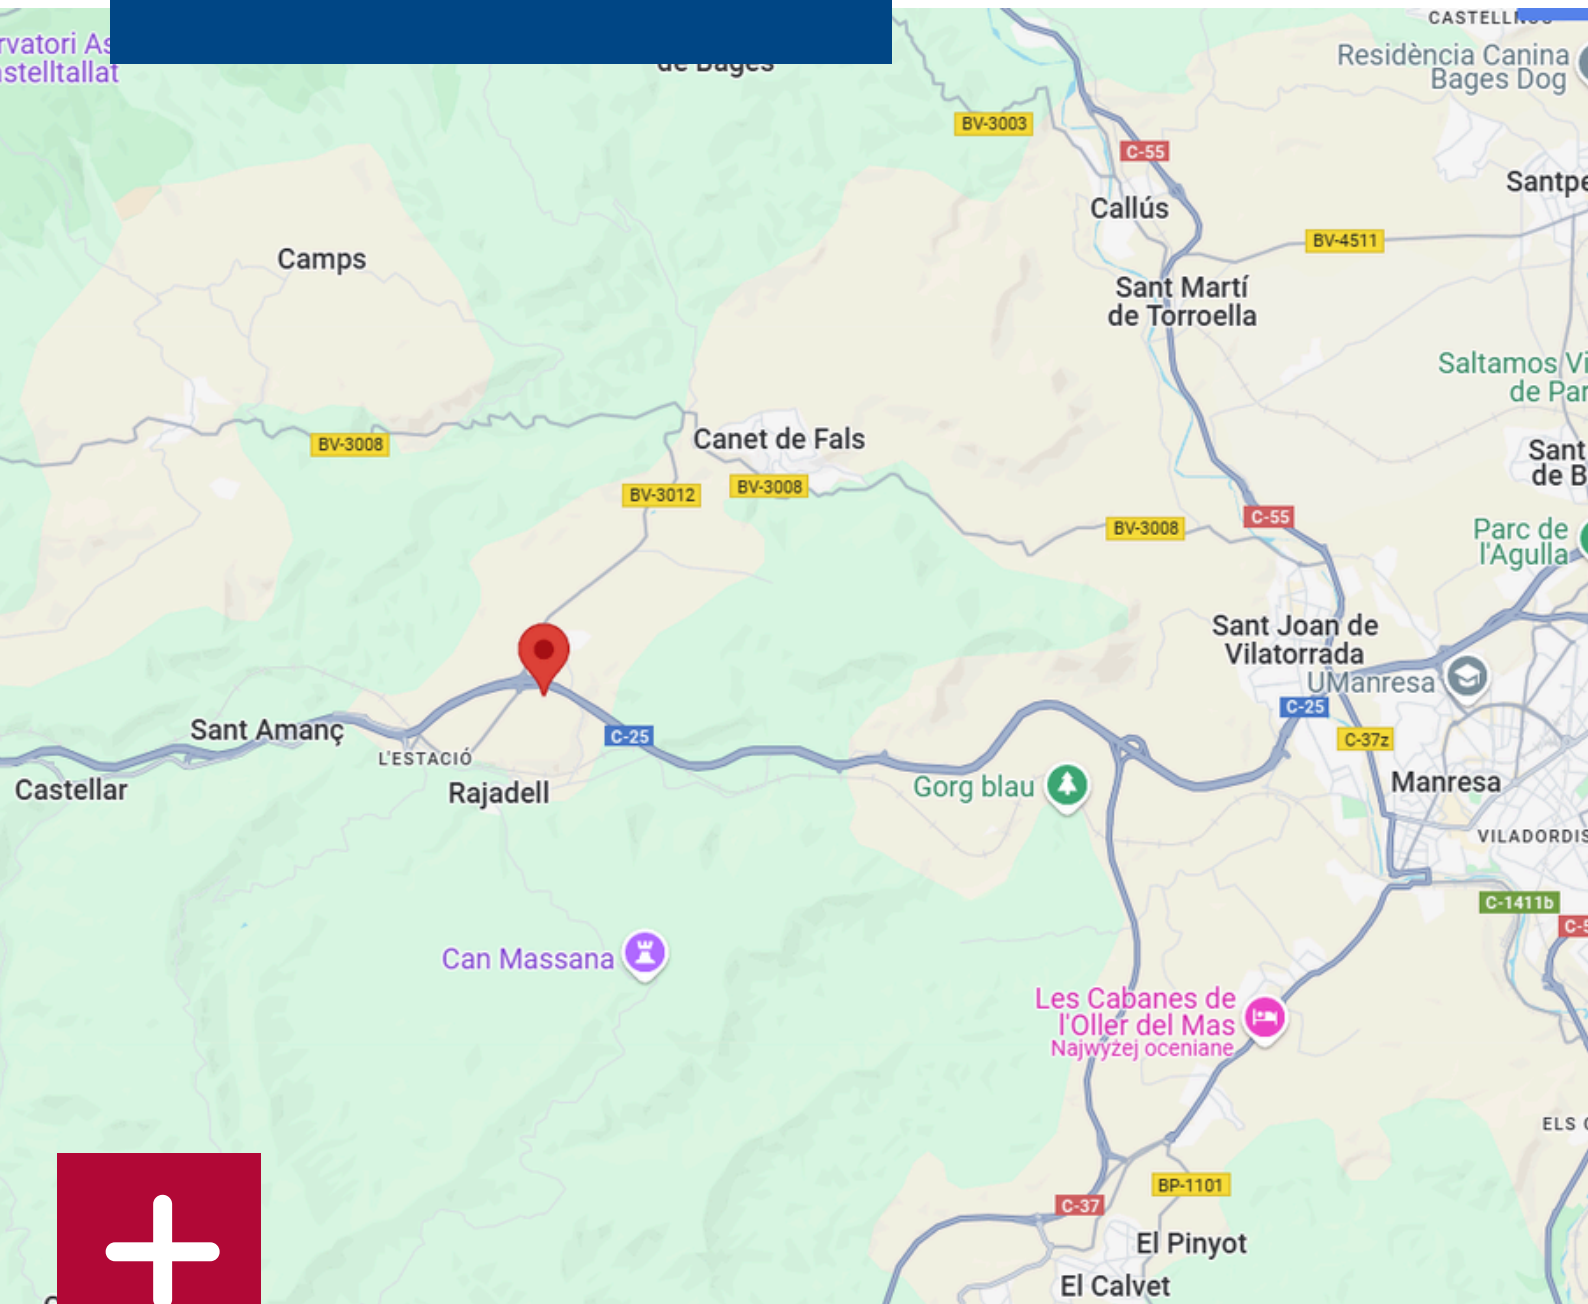 CASTELLNOU
Residència Canina
Bages Dog
stelltallat
de Bages
BV-3003
C-55
Callús
BV-4511
Camps
Sant Martí
de Torroella
Saltamos
de
Canet de Fals
BV-3008
BV-3012
BV-3008
Sant
de
BV-3008
C-55
Parc de
l'Agulla
Sant Joan de
Vilatorrada
UManresa
C-25
C-37z
Sant Amanç
L'ESTACIÓ
C-25
Castellar
Rajadell
Gorg blau
Manresa
VILADORDIS
C-1411b
Can Massana
Les Cabanes de
l'Oller del Mas
Najwyżej oceniane
ELS
BP-1101
C-37
El Pinyot
El Calvet